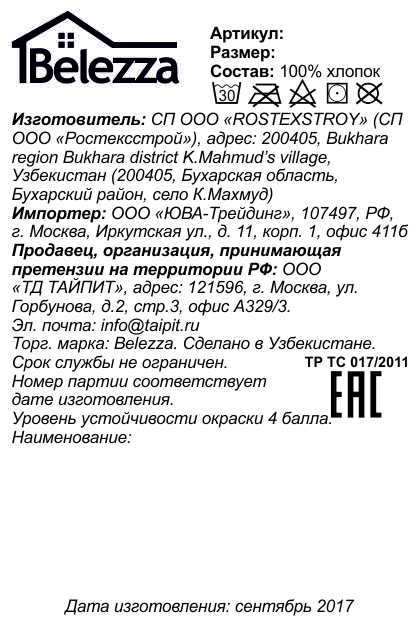 Belezza
Артикул:
Размер:
Состав: 100% хлопок
30
Изготовитель: СП ООО «ROSTEXSTROY» (СП
ООО «Ростексстрой»), адрес: 200405, Bukhara
region Bukhara district K.Mahmud's village,
Узбекистан (200405, Бухарская область,
Бухарский район, село К.Махмуд)
Импортер: ООО «ЮВА-Трейдинг», 107497, РФ,
г. Москва, Иркутская ул., д. 11, корп. 1, офис 411б
Продавец, организация, принимающая
претензии на территории РФ: ООО
«ТД ТАЙПИТ», адрес: 121596, г. Москва, ул.
Горбунова, д.2, стр.3, офис А329/3.
Эл. почта: info@taipit.ru
Торг. марка: Belezza. Сделано в Узбекистане.
Срок службы не ограничен.
ТР ТС 017/2011
Номер партии соответствует
дате изготовления.
EAC
Уровень устойчивости окраски 4 балла.
Наименование:
Дата изготовления: сентябрь 2017